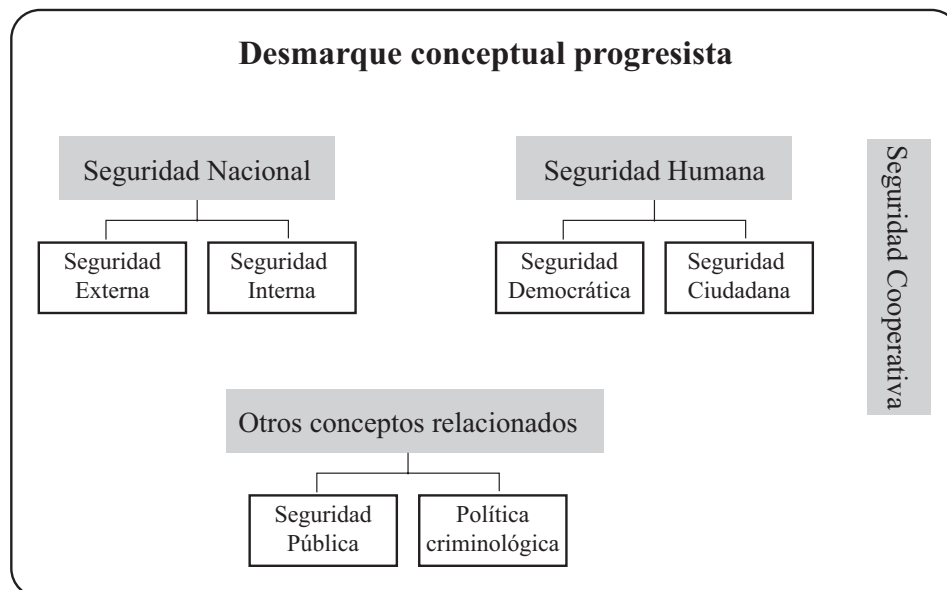 Desmarque conceptual progresista
Seguridad Nacional
Seguridad
Externa
Seguridad
Interna
Seguridad Humana
Seguridad
Democrática
Seguridad
Ciudadana
Seguridad Cooperativa
Otros conceptos relacionados
Seguridad
Pública
Política
criminológica